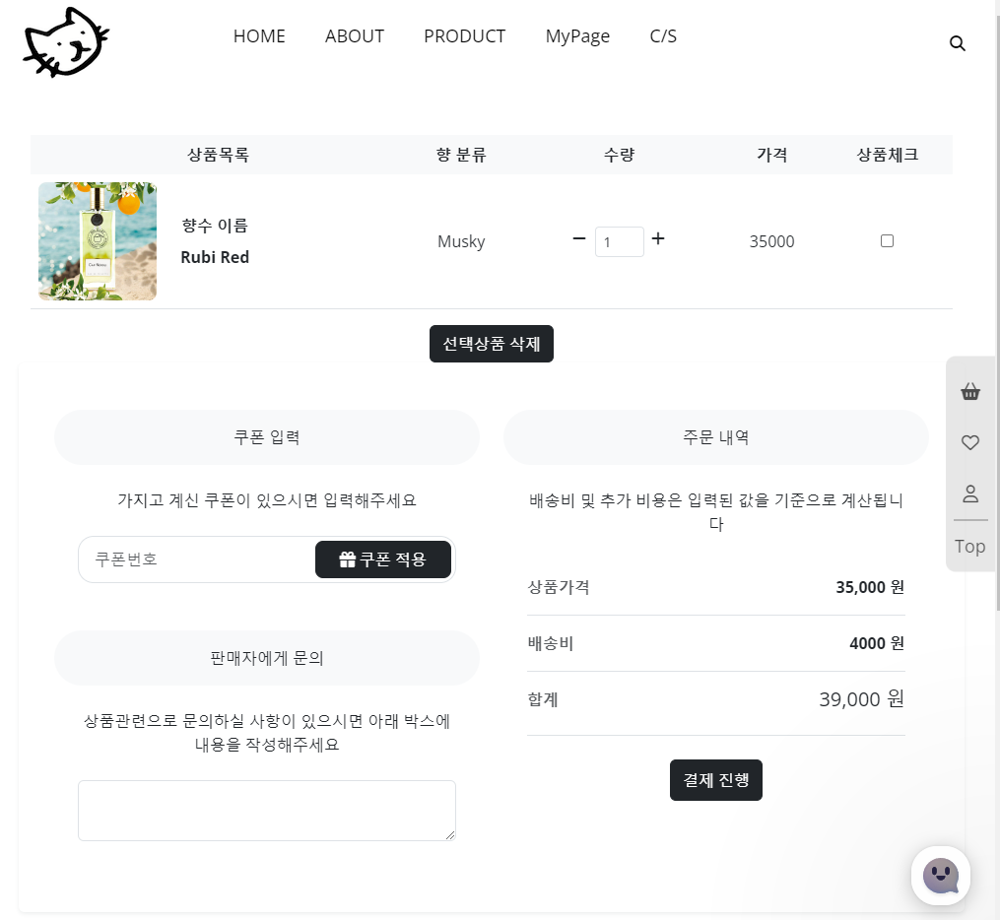 HOME ABOUT PRODUCT MyPage C/S
상품목록 향 분류 수량 가격 상품체크
향수 이름
Rubi Red
Musky 1 35000
선택상품 삭제
쿠폰 입력
가지고 계신 쿠폰이 있으시면 입력해주세요
쿠폰번호 쿠폰 적용
판매자에게 문의
상품관련으로 문의하실 사항이 있으시면 아래 박스에
내용을 작성해주세요
주문 내역
배송비 및 추가 비용은 입력된 값을 기준으로 계산됩니
다
상품가격 35,000 원
배송비 4000 원
합계 39,000 원
결제 진행
Top